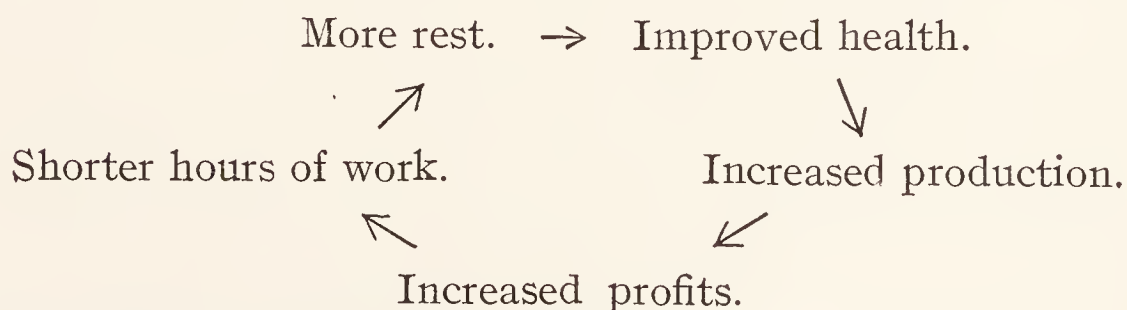 More rest. → Improved health.
Shorter hours of work. Increased production.
Increased profits.